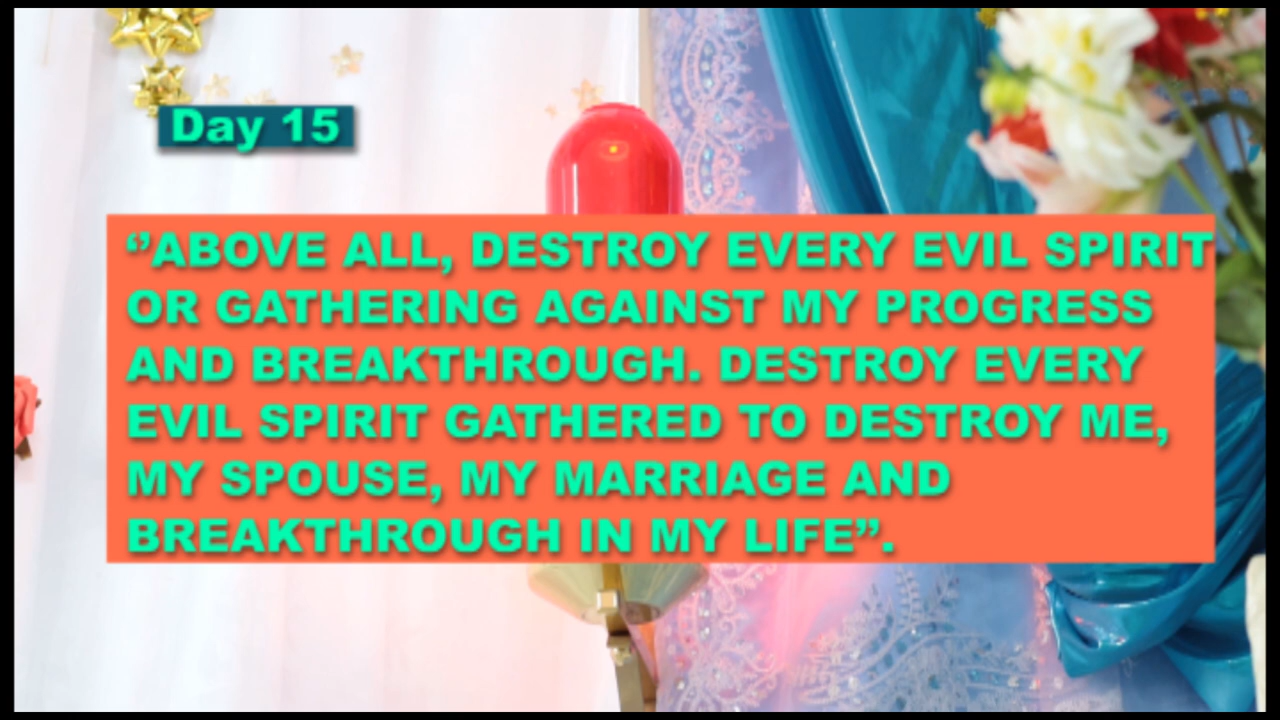 Day 15
‘’ABOVE ALL, DESTROY EVERY EVIL SPIRIT
OR GATHERING AGAINST MY PROGRESS
AND BREAKTHROUGH. DESTROY EVERY
EVIL SPIRIT GATHERED TO DESTROY ME,
MY SPOUSE, MY MARRIAGE AND
BREAKTHROUGH IN MY LIFE”.